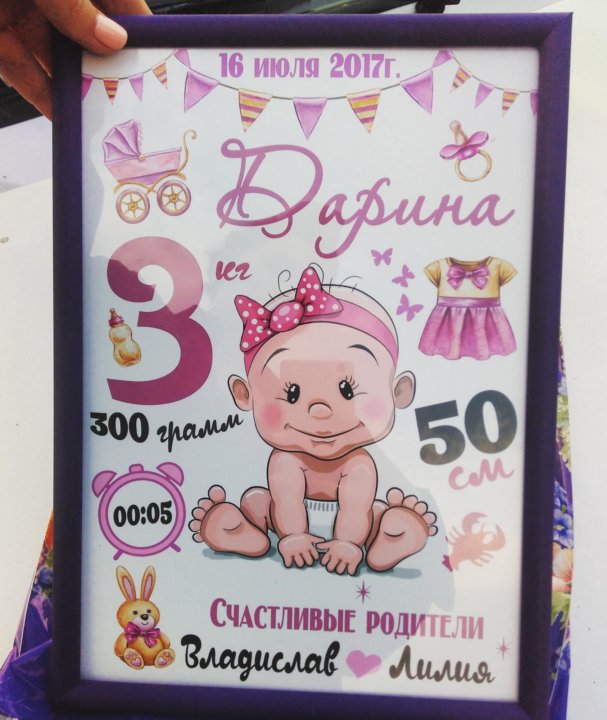 16 июля 2017г.
Дарина
3 кг
300 грамм
50
см
00:05
Счастливые родители
Владислав Лилия